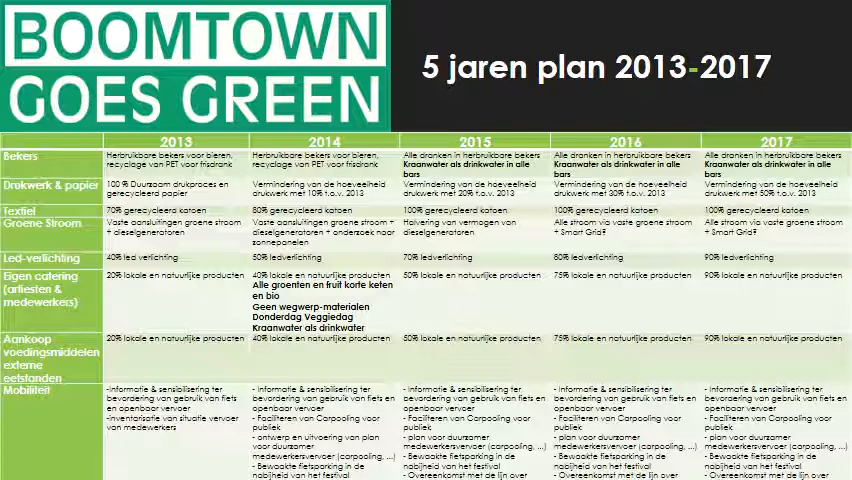 BOOMTOWN
GOES GREEN
5 jaren plan 2013-2017
2013 2014 2015 2016 2017
Bekers
Herbruikbare bekers voor bieren,
recyclage van PET voor frisdrank
Herbruikbare bekers voor bieren,
recyclage van PET voor frisdrank
Alle dranken in herbruikbare bekers
Kraanwater als drinkwater in alle
bars
Alle dranken in herbruikbare bekers
Kraanwater als drinkwater in alle
bars
Alle dranken in herbruikbare bekers
Kraanwater als drinkwater in alle
bars
Drukwerk & papier
100 % Duurzaam drukproces en
gerecycleerd papier
Vermindering van de hoeveelheid
drukwerk met 10% t.o.v. 2013
Vermindering van de hoeveelheid
drukwerk met 20% t.o.v. 2013
Vermindering van de hoeveelheid
drukwerk met 30% t.o.v. 2013
Vermindering van de hoeveelheid
drukwerk met 50% t.o.v. 2013
Textiel
70% gerecycleerd katoen
80% gerecycleerd katoen
100% gerecycleerd katoen
100% gerecycleerd katoen
100% gerecycleerd katoen
Groene Stroom
Vaste aansluitingen groene stroom
+ dieselgeneratoren
Vaste aansluitingen groene stroom +
dieselgeneratoren + onderzoek naar
zonnepanelen
Halvering van vermogen van
dieselgeneratoren
Alle stroom via vaste groene stroom
+ Smart Grid?
Alle stroom via vaste groene stroom
+ Smart Grid?
Led-verlichting
40% led verlichting
50% ledverlichting
70% ledverlichting
80% ledverlichting
90% ledverlichting
Eigen catering
(artiesten &
medewerkers)
20% lokale en natuurlijke producten
40% lokale en natuurlijke producten
Alle groenten en fruit korte keten
en bio
Geen wegwerp-materialen
Donderdag Veggiedag
Kraanwater als drinkwater
50% lokale en natuurlijke producten
75% lokale en natuurlijke producten
90% lokale en natuurlijke producten
Aankoop
voedingsmiddelen
externe
eetstanden
20% lokale en natuurlijke producten
40% lokale en natuurlijke producten
50% lokale en natuurlijke producten
75% lokale en natuurlijke producten
90% lokale en natuurlijke producten
Mobiliteit
-Informatie & sensibilisering ter
bevordering van gebruik van fiets
en openbaar vervoer
-inventarisatie van situatie vervoer
van medewerkers
- Informatie & sensibilisering ter
bevordering van gebruik van fiets en
openbaar vervoer
- Faciliteren van Carpooling voor
publiek
- ontwerp en uitvoering van plan
voor duurzamer
medewerkersvervoer (carpooling, ...)
- Bewaakte fietsparking in de
nabijheid van het festival
- Informatie & sensibilisering ter
bevordering van gebruik van fiets en
openbaar vervoer
- Faciliteren van Carpooling voor
publiek
- plan voor duurzamer
medewerkersvervoer (carpooling, ...)
- Bewaakte fietsparking in de
nabijheid van het festival
- Overeenkomst met de lijn over
- Informatie & sensibilisering ter
bevordering van gebruik van fiets en
openbaar vervoer
- Faciliteren van Carpooling voor
publiek
- plan voor duurzamer
medewerkersvervoer (carpooling, ...)
- Bewaakte fietsparking in de
nabijheid van het festival
- Overeenkomst met de lijn over
- Informatie & sensibilisering ter
bevordering van gebruik van fiets en
openbaar vervoer
- Faciliteren van Carpooling voor
publiek
- plan voor duurzamer
medewerkersvervoer (carpooling, ...)
- Bewaakte fietsparking in de
nabijheid van het festival
- Overeenkomst met de lijn over